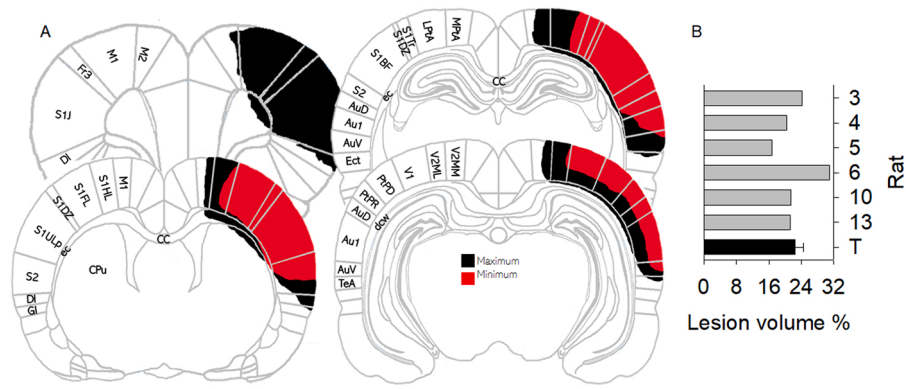 A
M2
M1
Fr3
S1J
DI
M1
S1HL
S1FL
S1DZ
S1ULp
ec
S2
DI
GI
CC
CPu
MPtA
LPtA
S1Tr
S1DZ
S1BF
S2
ec
AuD
Au1
AuV
Ect
CC
V2MM
V2ML
V1
PtPD
PtPR
AuD
dcw
Au1
AuV
TeA
Maximum
Minimum
B
3
4
5
6
10
13
T
Rat
0 8 16 24 32
Lesion volume %